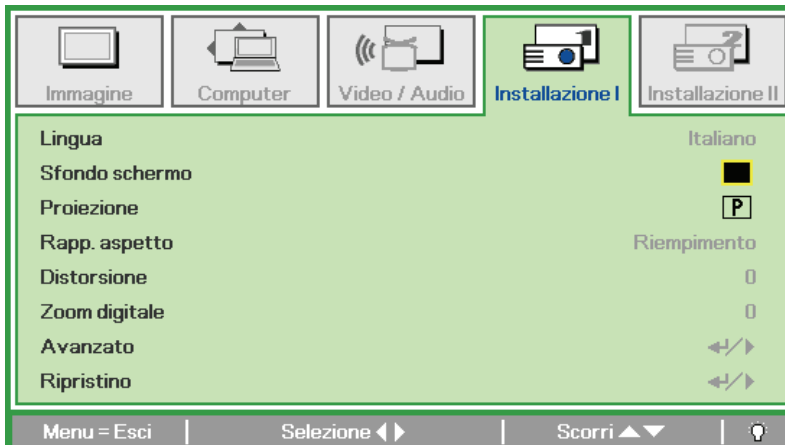 Immagine Computer Video / Audio Installazione I Installazione II
Lingua Italiano
Sfondo schermo
Proiezione P
Rapp. aspetto Riempimento
Distorsione 0
Zoom digitale 0
Avanzato
Ripristino
Menu = Esci Selezione Scorri